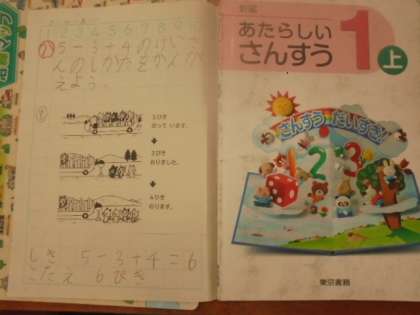 5-3+4のけいさ
んのしかたをかんが
えよう。
5ひき
のって います。
3びき
おりました。
4ひき
のります。
しき 5-3+4=6
こたえ 6ぴき
新編
あたらしい
さんすう
1
上
さんすう だいすき!
2
3
東京書籍